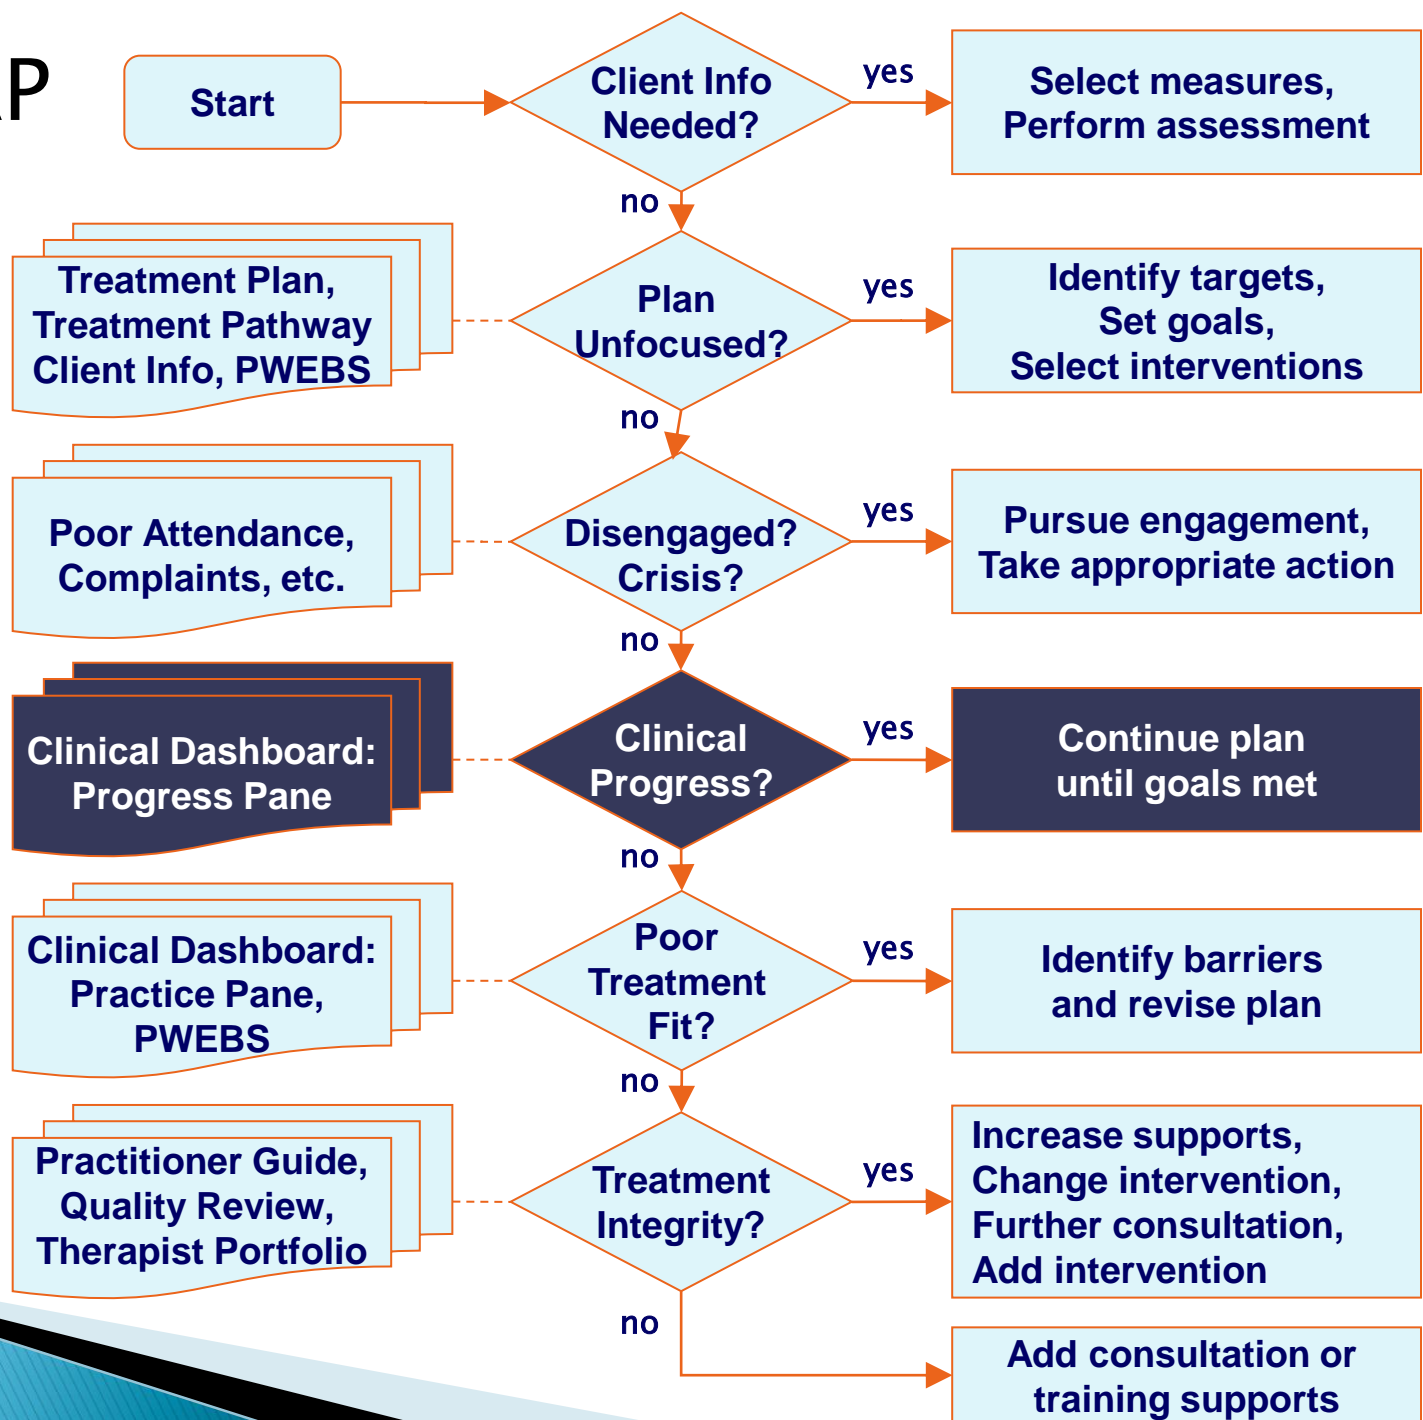 AP
Start
Client Info
Needed?
yes
Select measures,
Perform assessment
no
Treatment Plan,
Treatment Pathway
Client Info, PWEBS
Plan
Unfocused?
yes
Identify targets,
Set goals,
Select interventions
no
Poor Attendance,
Complaints, etc.
Disengaged?
Crisis?
yes
Pursue engagement,
Take appropriate action
no
Clinical Dashboard:
Progress Pane
Clinical
Progress?
yes
Continue plan
until goals met
no
Clinical Dashboard:
Practice Pane,
PWEBS
Poor
Treatment
Fit?
yes
Identify barriers
and revise plan
no
Practitioner Guide,
Quality Review,
Therapist Portfolio
Treatment
Integrity?
yes
Increase supports,
Change intervention,
Further consultation,
Add intervention
no
Add consultation or
training supports